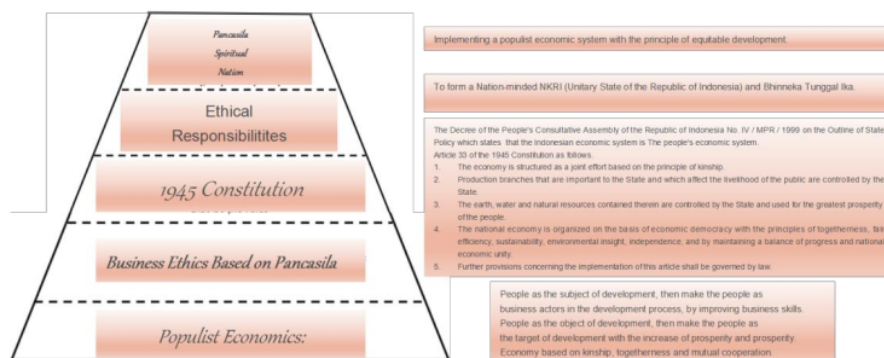 Pancasila
Spiritual
Nation
Ethical
Responsibilitites
1945 Constitution
Business Ethics Based on Pancasila
Populist Economics:
Implementing a populist economic system with the principle of equitable development.
To form a Nation-minded NKRI (Unitary State of the Republic of Indonesia) and Bhinneka Tunggal Ika.
The Decree of the People's Consultative Assembly of the Republic of Indonesia No. IV / MPR / 1999 on the Outline of State
Policy which states that the Indonesian economic system is The people's economic system.
Article 33 of the 1945 Constitution as follows.
1. The economy is structured as a joint effort based on the principle of kinship.
2. Production branches that are important to the State and which affect the livelihood of the public are controlled by the
State.
3. The earth, water and natural resources contained therein are controlled by the State and used for the greatest prosperity
of the people.
4. The national economy is organized on the basis of economic democracy with the principles of togetherness, fair
efficiency, sustainability, environmental insight, independence, and by maintaining a balance of progress and national
economic unity.
5. Further provisions concerning the implementation of this article shall be governed by law.
People as the subject of development, then make the people as
business actors in the development process, by improving business skills.
People as the object of development, then make the people as
the target of development with the increase of prosperity and prosperity.
Economy based on kinship, togetherness and mutual cooperation.